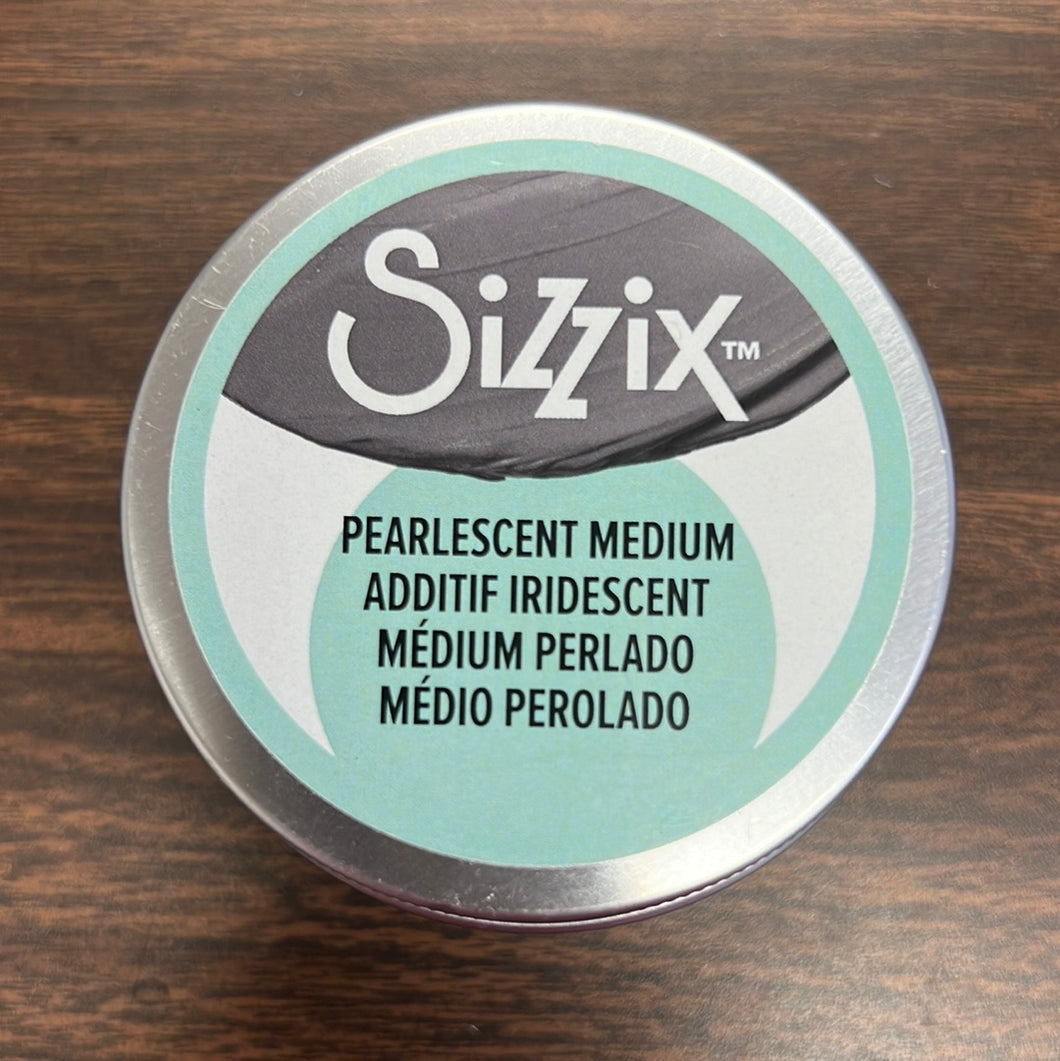 Sizzix™
PEARLESCENT MEDIUM
ADDITIF IRIDESCENT
MÉDIUM PERLADO
MÉDIO PEROLADO